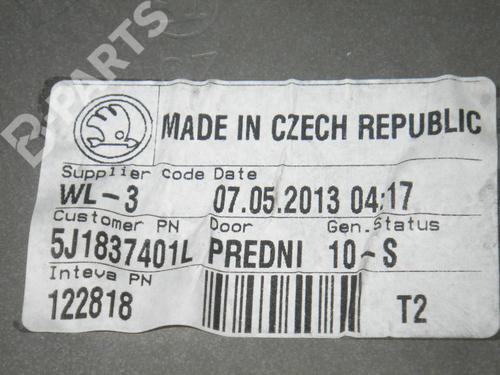 B-PARTS
MADE IN CZECH REPUBLIC
Supplier Code Date
WL-3 07.05.2013 04:17
Customer PN Door Gen.Status
5J1837401L PREDNI 10-S
Inteva PN
122818 T2